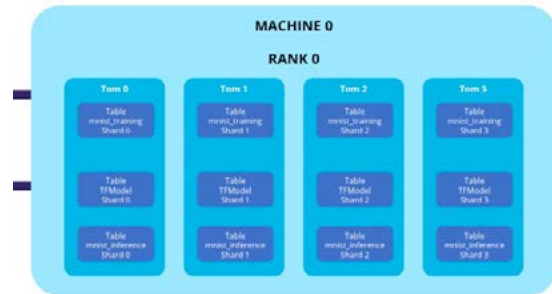 MACHINE 0
RANK 0
Tom 0
Table
mnist_training
Shard 0
Table
TFModel
Shard 0
Table
mnist_inference
Shard 0
Tom 1
Table
mnist_training
Shard 1
Table
TFModel
Shard 1
Table
mnist_inference
Shard 1
Tom 2
Table
mnist_training
Shard 2
Table
TFModel
Shard 2
Table
mnist_inference
Shard 2
Tom 3
Table
mnist_training
Shard 3
Table
TFModel
Shard 3
Table
mnist_inference
Shard 3